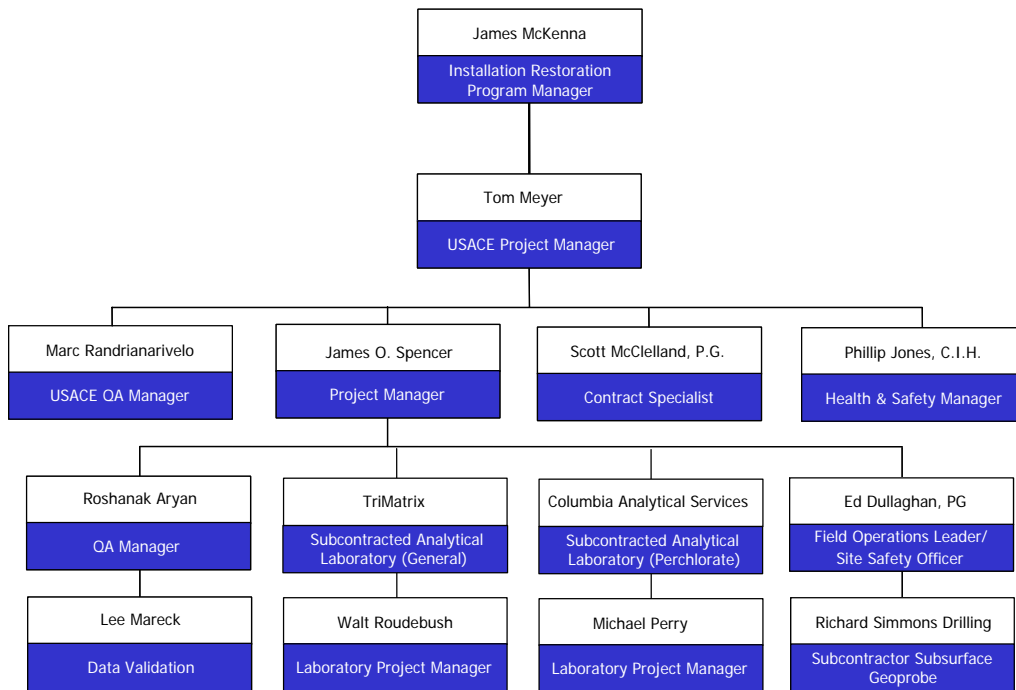 James McKenna
Installation Restoration
Program Manager
Tom Meyer
USACE Project Manager
Marc Randrianarivelo
USACE QA Manager
James O. Spencer
Project Manager
Scott McClelland, P.G.
Contract Specialist
Phillip Jones, C.I.H.
Health & Safety Manager
Roshanak Aryan
QA Manager
TriMatrix
Subcontracted Analytical
Laboratory (General)
Columbia Analytical Services
Subcontracted Analytical
Laboratory (Perchlorate)
Ed Dullaghan, PG
Field Operations Leader/
Site Safety Officer
Lee Mareck
Data Validation
Walt Roudebush
Laboratory Project Manager
Michael Perry
Laboratory Project Manager
Richard Simmons Drilling
Subcontractor Subsurface
Geoprobe